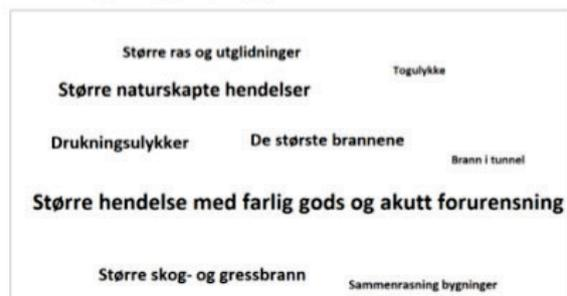 Større ras og utglidninger
Togulykke
Større naturskapte hendelser
Drukningsulykker
De største brannene
Brann i tunnel
Større hendelse med farlig gods og akutt forurensning
Større skog- og gressbrann
Sammenrasning bygninger